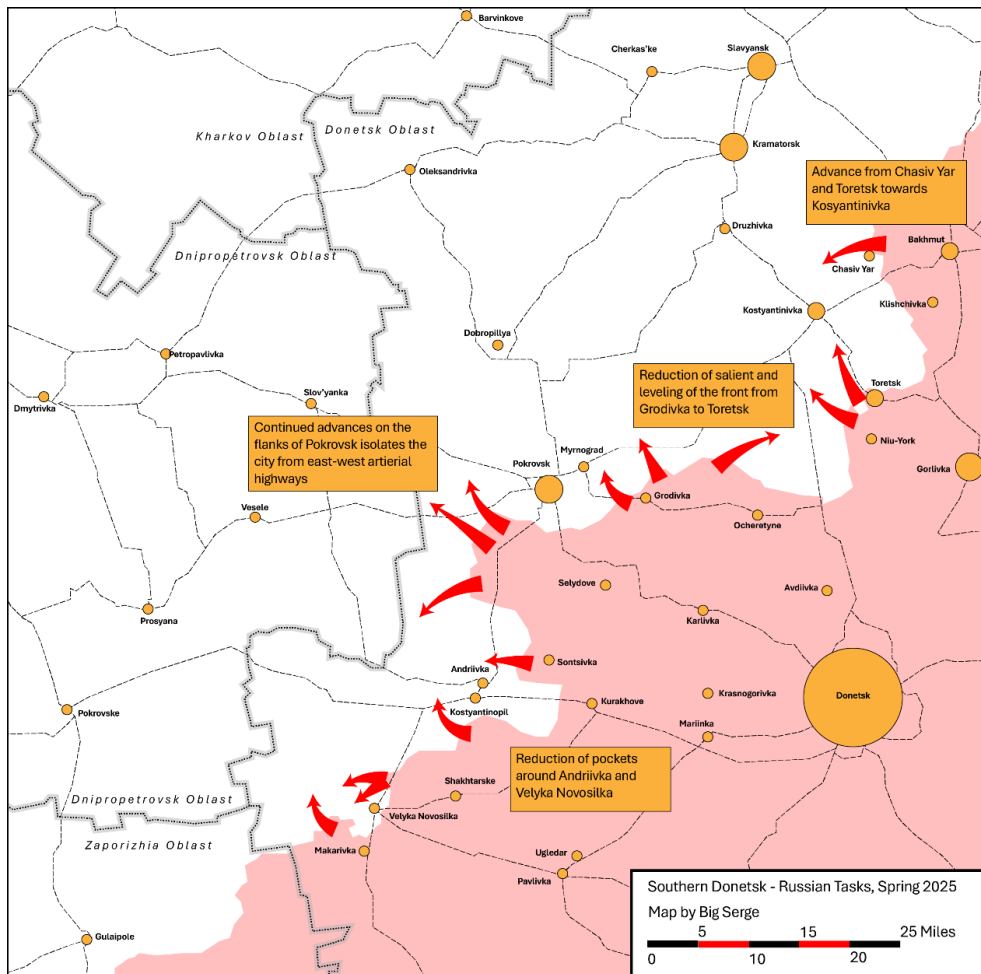 Barvinkove
Cherkas'ke
Slavyansk
Kharkov Oblast
Donetsk Oblast
Kramatorsk
Oleksandrivka
Advance from Chasiv Yar
and Toretsk towards
Kosyantinivka
Druzhivka
Bakhmut
Dnipropetrovsk Oblast
Chasiv Yar
Klishchivka
Kostyantinivka
Dobropillya
Petropavlivka
Reduction of salient and
leveling of the front from
Grodivka to Toretsk
Toretsk
Slov'yanka
Dmytrivka
Continued advances on the
flanks of Pokrovsk isolates the
city from east-west artierial
highways
Niu-York
Myrnograd
Pokrovsk
Gorlivka
Grodivka
Vesele
Ocheretyne
Selydove
Avdiivka
Prosyana
Karlivka
Sontsivka
Andriivka
Krasnogorivka
Donetsk
Kostyantinopil
Kurakhove
Pokrovske
Mariinka
Reduction of pockets
around Andriivka and
Velyka Novosilka
Shakhtarske
Dnipropetrovsk Oblast
Velyka Novosilka
Zaporizhia Oblast
Makarivka
Ugledar
Pavlivka
Southern Donetsk - Russian Tasks, Spring 2025
Map by Big Serge
5 15 25 Miles
0 10 20
Gulaipole